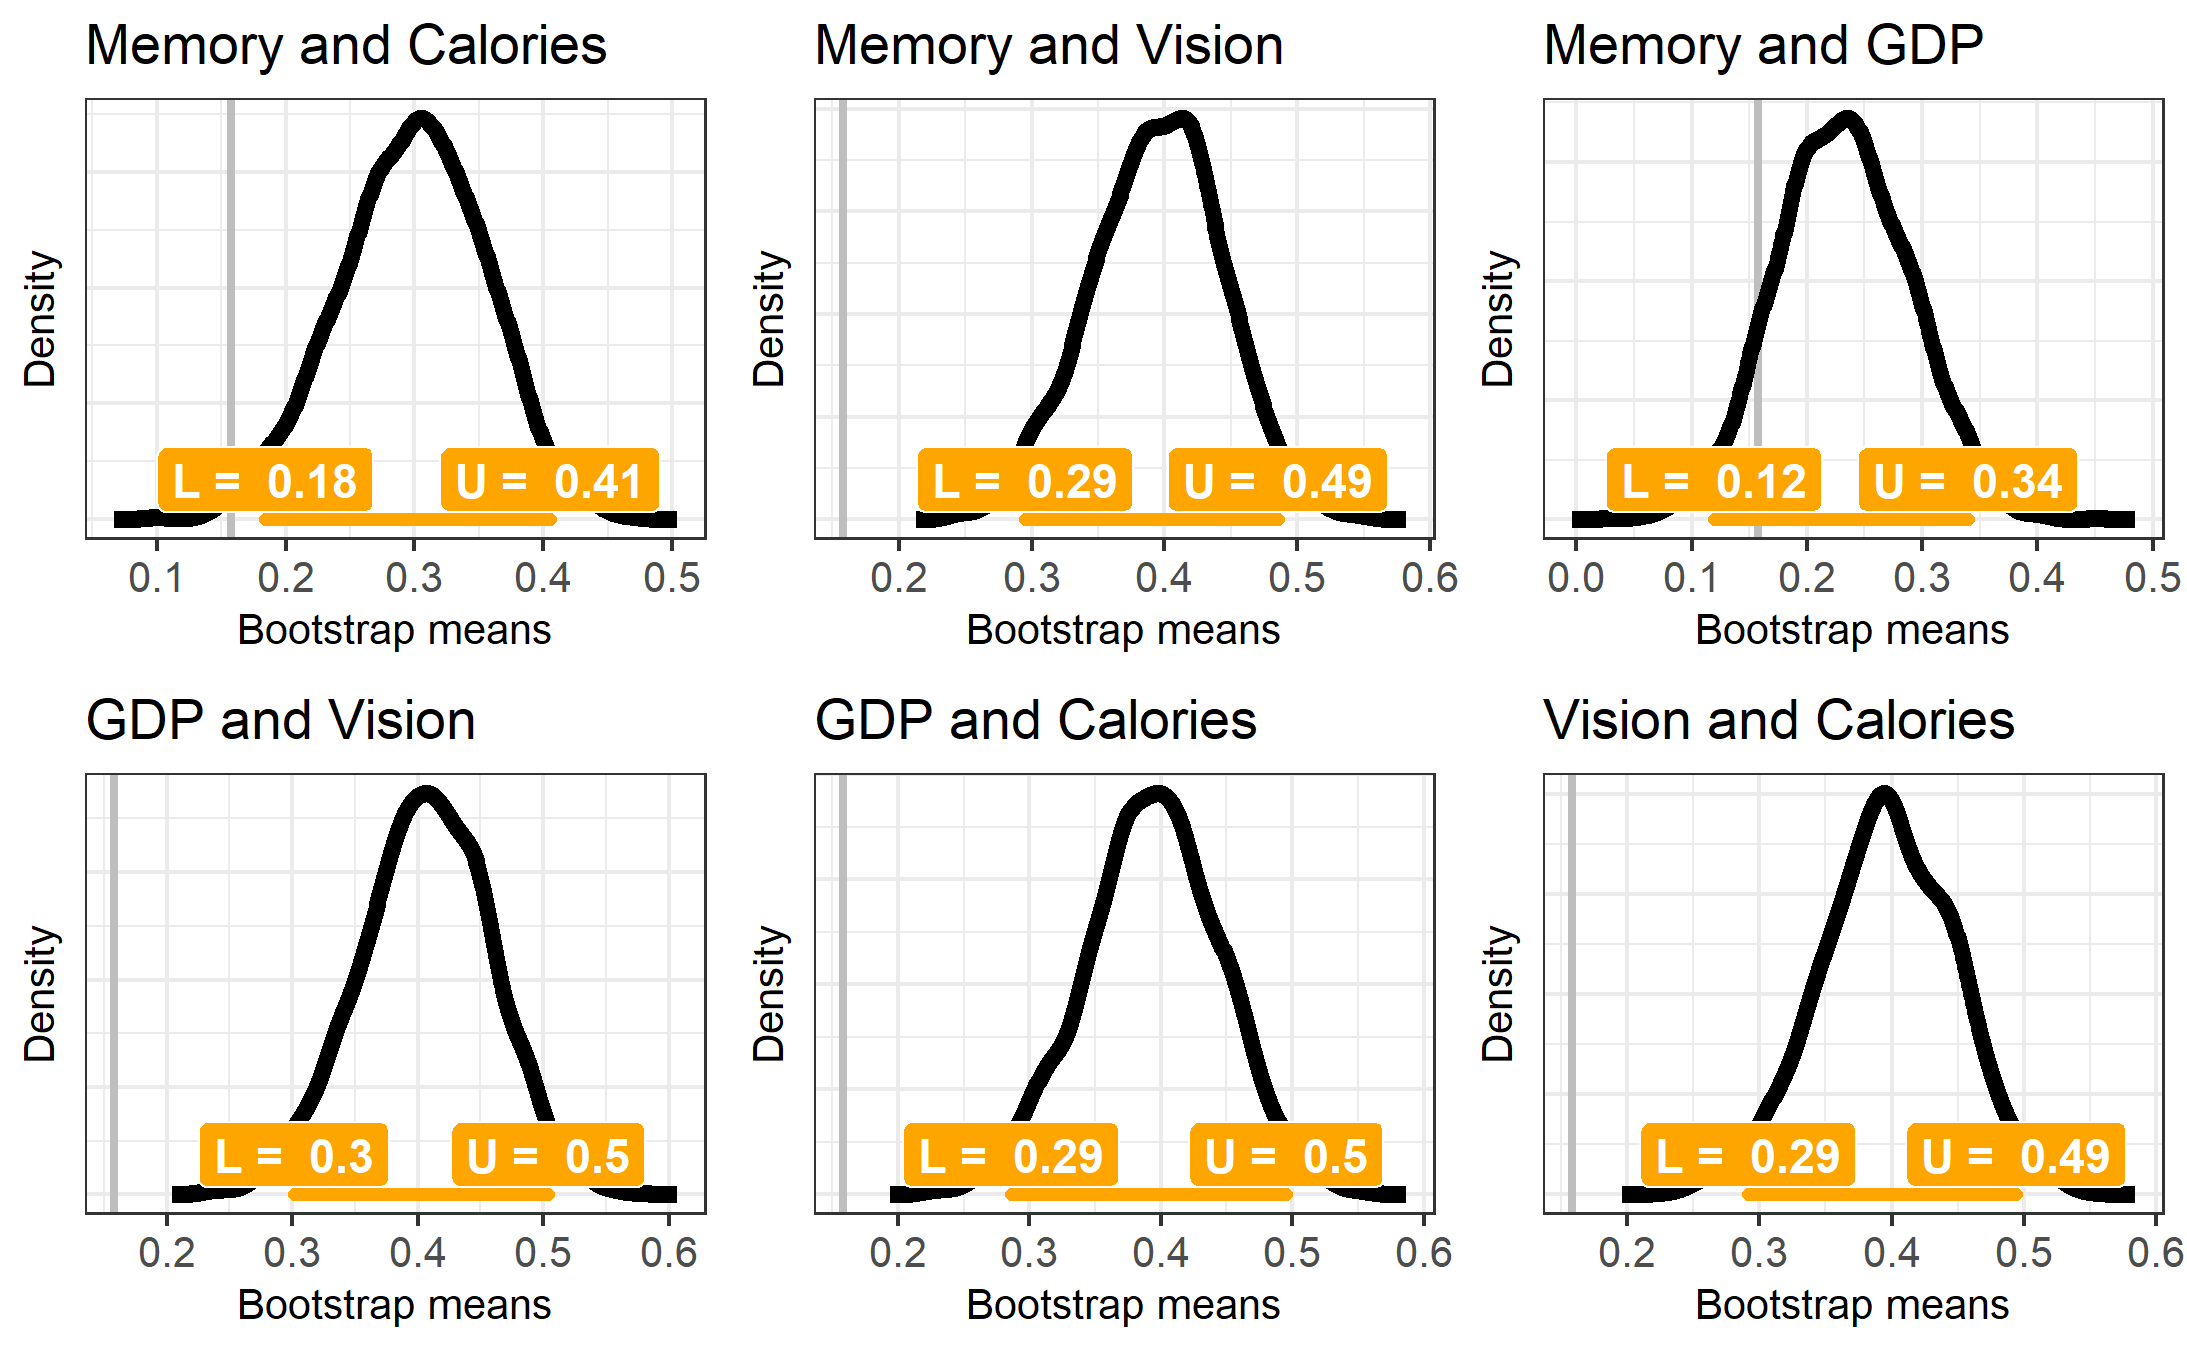 Memory and Calories
Memory and Vision
Memory and GDP
Density
L = 0.18
U = 0.41
0.1 0.2 0.3 0.4 0.5
Bootstrap means
Density
L = 0.29
U = 0.49
0.2 0.3 0.4 0.5 0.6
Bootstrap means
Density
L = 0.12
U = 0.34
0.0 0.1 0.2 0.3 0.4 0.5
Bootstrap means
GDP and Vision
GDP and Calories
Vision and Calories
Density
L = 0.3
U = 0.5
0.2 0.3 0.4 0.5 0.6
Bootstrap means
Density
L = 0.29
U = 0.5
0.2 0.3 0.4 0.5 0.6
Bootstrap means
Density
L = 0.29
U = 0.49
0.2 0.3 0.4 0.5 0.6
Bootstrap means